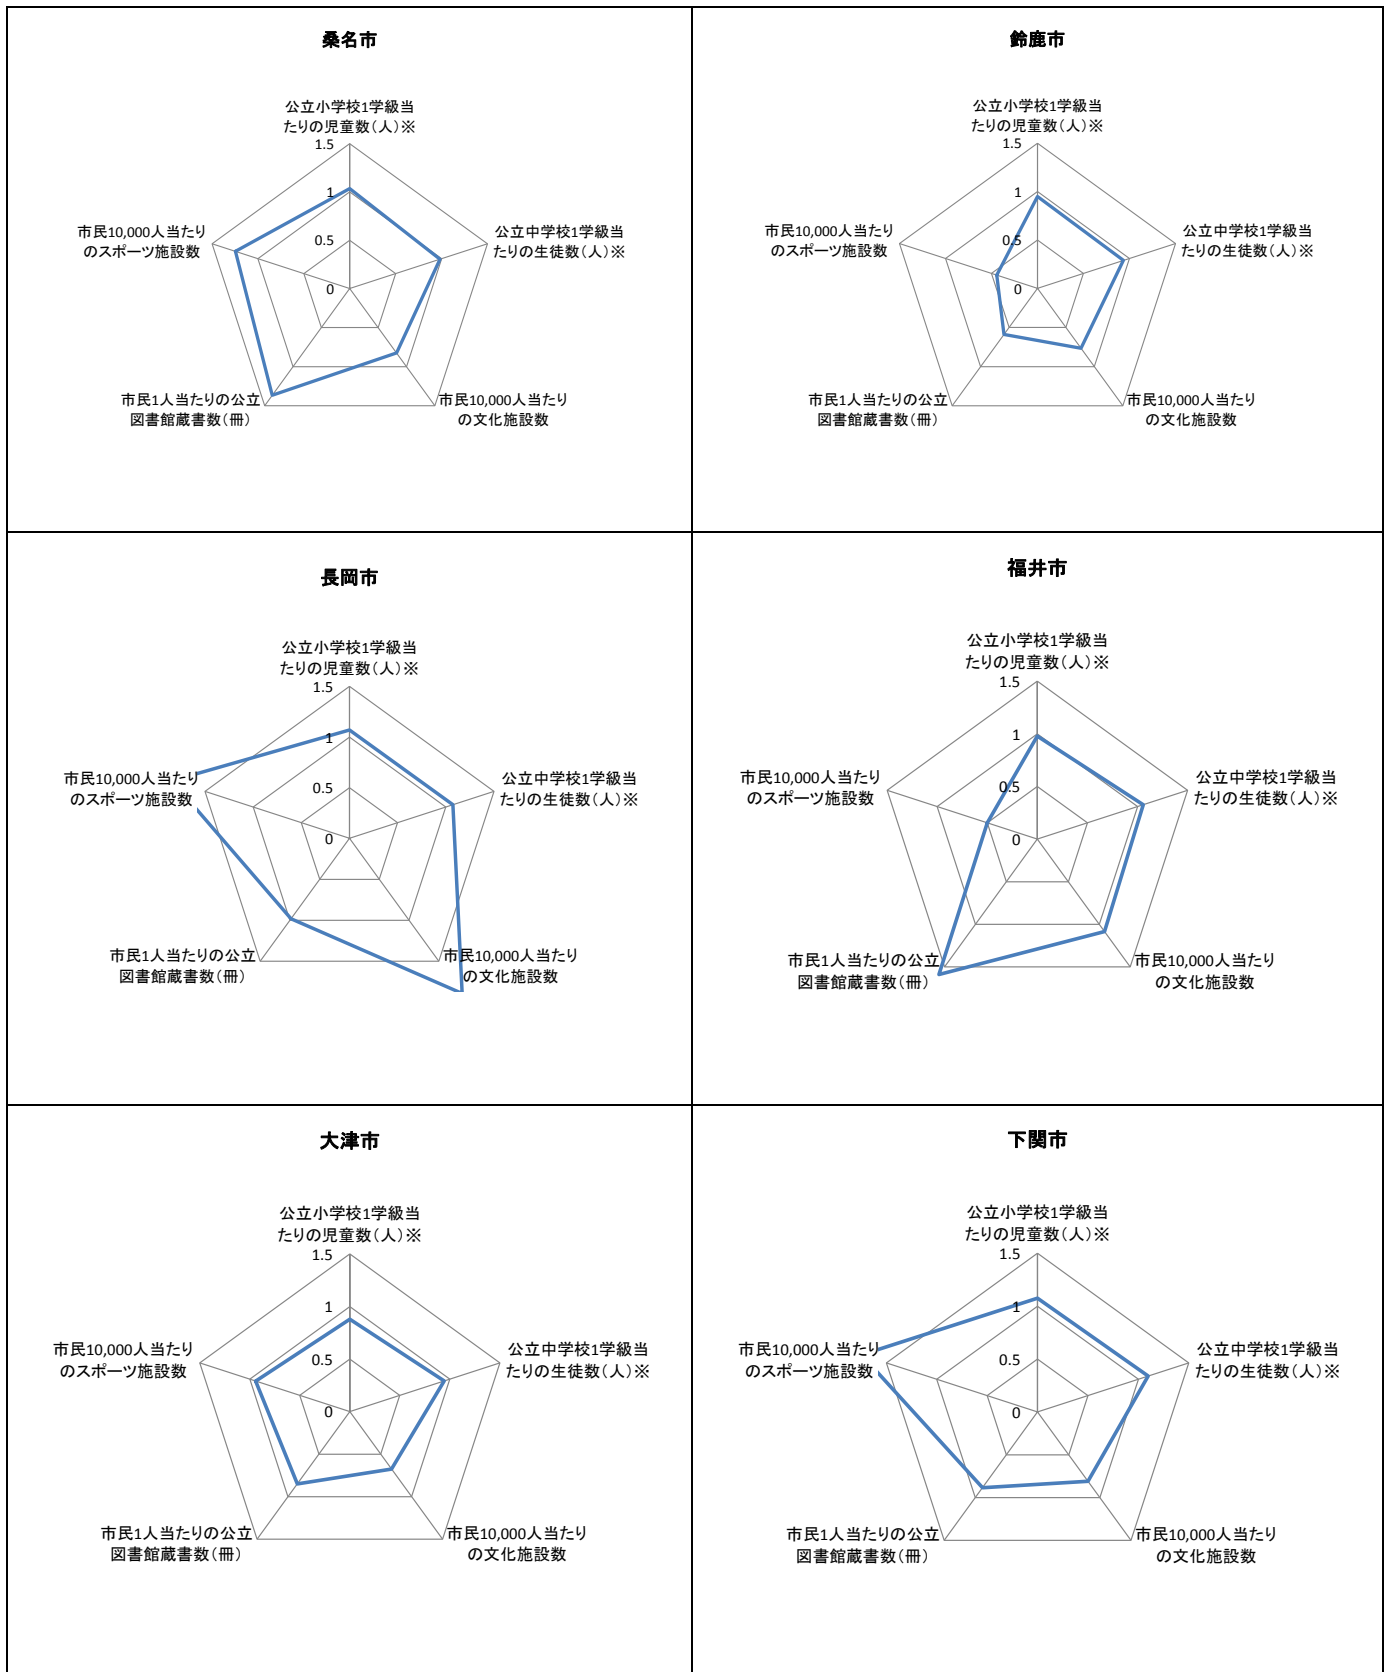 桑名市
公立小学校1学級当
たりの児童数(人)※
1.5
1
0.5
0
公立中学校1学級当
たりの生徒数(人)※
市民10,000人当たり
の文化施設数
市民1人当たりの公立
図書館蔵書数(冊)
市民10,000人当たり
のスポーツ施設数
鈴鹿市
公立小学校1学級当
たりの児童数(人)※
1.5
1
0.5
0
公立中学校1学級当
たりの生徒数(人)※
市民10,000人当たり
の文化施設数
市民1人当たりの公立
図書館蔵書数(冊)
市民10,000人当たり
のスポーツ施設数
長岡市
公立小学校1学級当
たりの児童数(人)※
1.5
1
0.5
0
公立中学校1学級当
たりの生徒数(人)※
市民10,000人当たり
の文化施設数
市民1人当たりの公立
図書館蔵書数(冊)
市民10,000人当たり
のスポーツ施設数
福井市
公立小学校1学級当
たりの児童数(人)※
1.5
1
0.5
0
公立中学校1学級当
たりの生徒数(人)※
市民10,000人当たり
の文化施設数
市民1人当たりの公立
図書館蔵書数(冊)
市民10,000人当たり
のスポーツ施設数
大津市
公立小学校1学級当
たりの児童数(人)※
1.5
1
0.5
0
公立中学校1学級当
たりの生徒数(人)※
市民10,000人当たり
の文化施設数
市民1人当たりの公立
図書館蔵書数(冊)
市民10,000人当たり
のスポーツ施設数
下関市
公立小学校1学級当
たりの児童数(人)※
1.5
1
0.5
0
公立中学校1学級当
たりの生徒数(人)※
市民10,000人当たり
の文化施設数
市民1人当たりの公立
図書館蔵書数(冊)
市民10,000人当たり
のスポーツ施設数